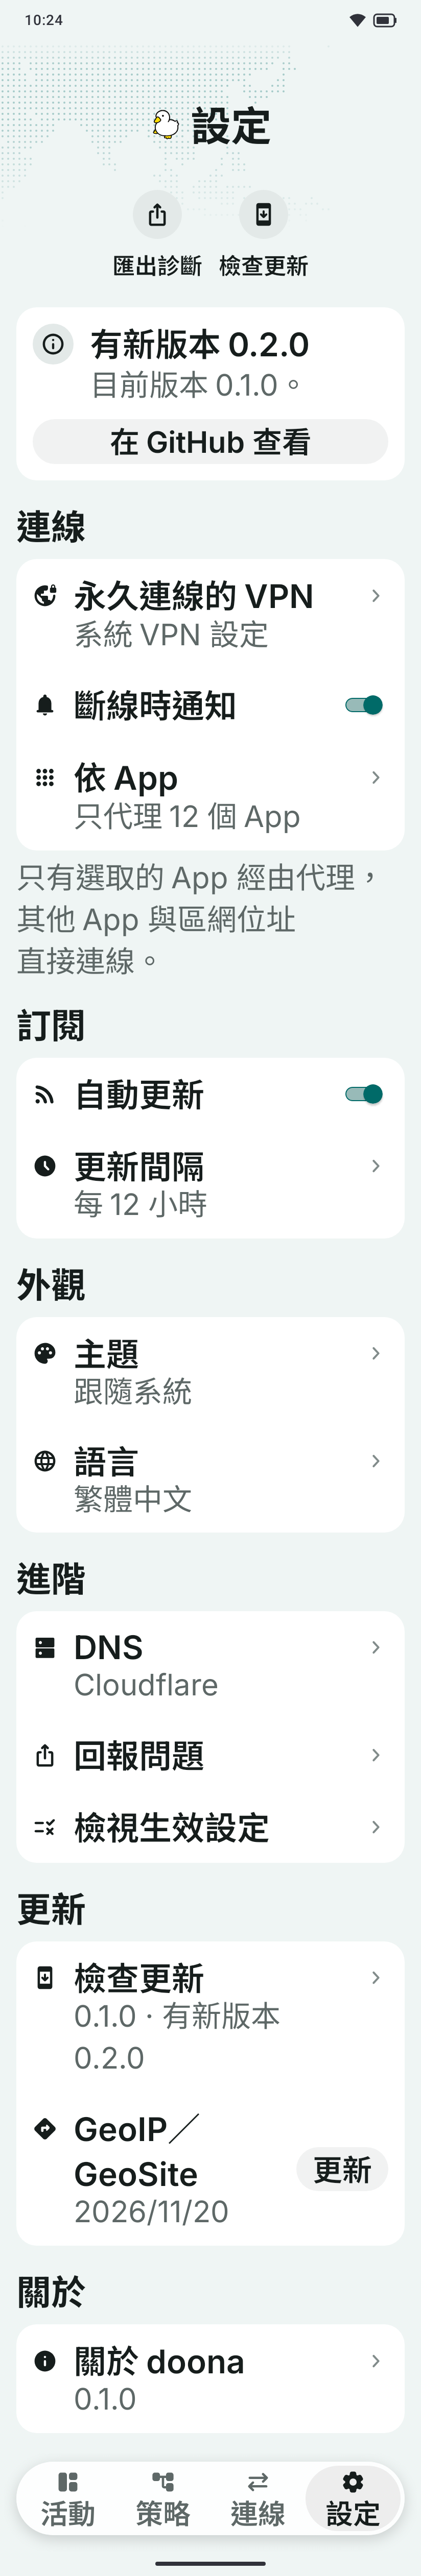 10:24
設定
匯出診斷
檢查更新
有新版本 0.2.0
目前版本 0.1.0。
在 GitHub 查看
連線
永久連線的 VPN
系統 VPN 設定
斷線時通知
依 App
只代理 12 個 App
只有選取的 App 經由代理，
其他 App 與區網位址
直接連線。
訂閱
自動更新
更新間隔
每 12 小時
外觀
主題
跟隨系統
語言
繁體中文
進階
DNS
Cloudflare
回報問題
檢視生效設定
更新
檢查更新
0.1.0 · 有新版本
0.2.0
GeoIP／
GeoSite
2026/11/20
更新
關於
關於 doona
0.1.0
活動
策略
連線
設定